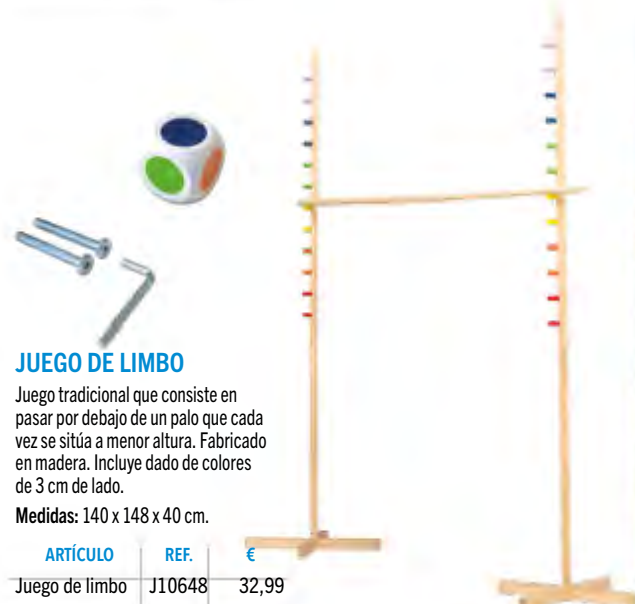 JUEGO DE LIMBO
Juego tradicional que consiste en
pasar por debajo de un palo que cada
vez se sitúa a menor altura. Fabricado
en madera. Incluye dado de colores
de 3 cm de lado.
Medidas: 140 x 148 x 40 cm.
ARTÍCULO REF. €
Juego de limbo J10648 32,99